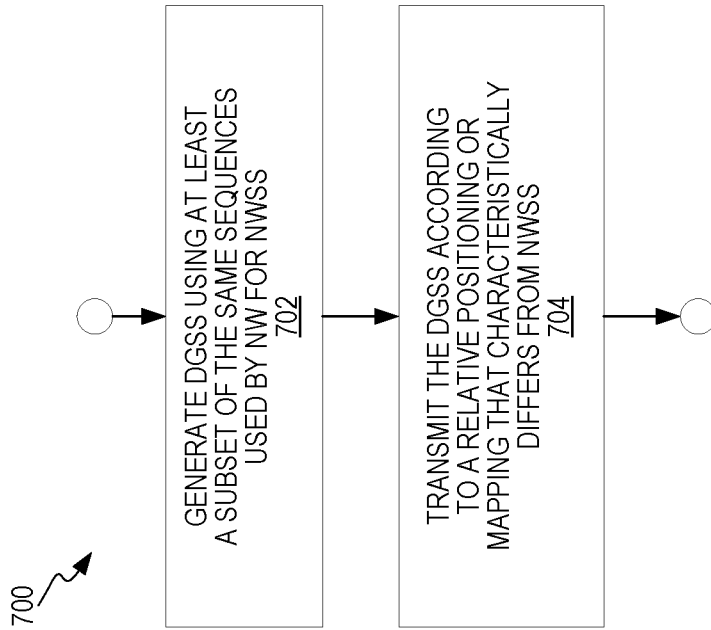 700
GENERATE DGSS USING AT LEAST
A SUBSET OF THE SAME SEQUENCES
USED BY NW FOR NWSS
702
TRANSMIT THE DGSS ACCORDING
TO A RELATIVE POSITIONING OR
MAPPING THAT CHARACTERISTICALLY
DIFFERS FROM NWSS
704